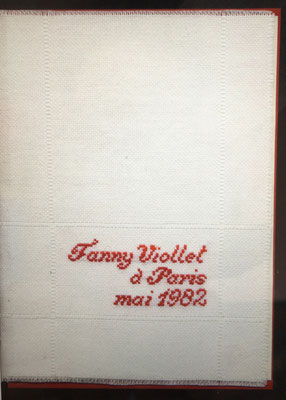 Fanny Viollet
à Paris
mai 1982